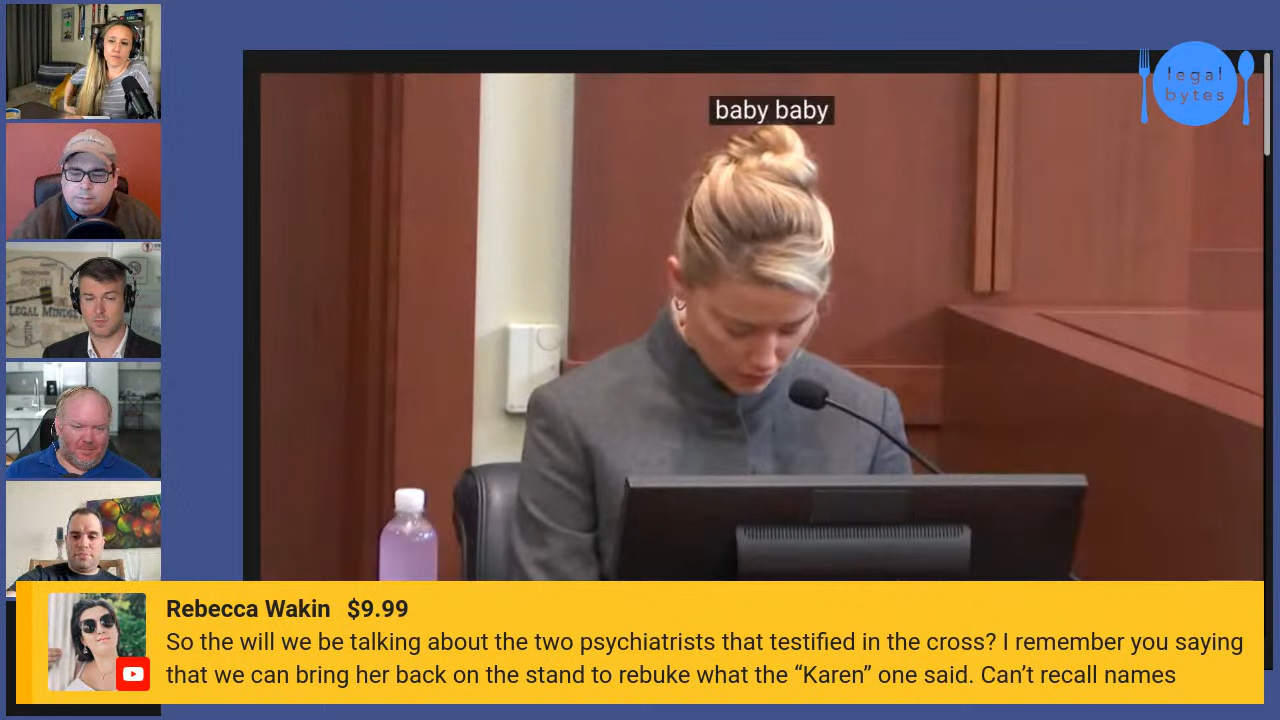 baby baby
legal
bytes
LEGAL MINDSET
Rebecca Wakin $9.99
So the will we be talking about the two psychiatrists that testified in the cross? I remember you saying
that we can bring her back on the stand to rebuke what the “Karen” one said. Can’t recall names